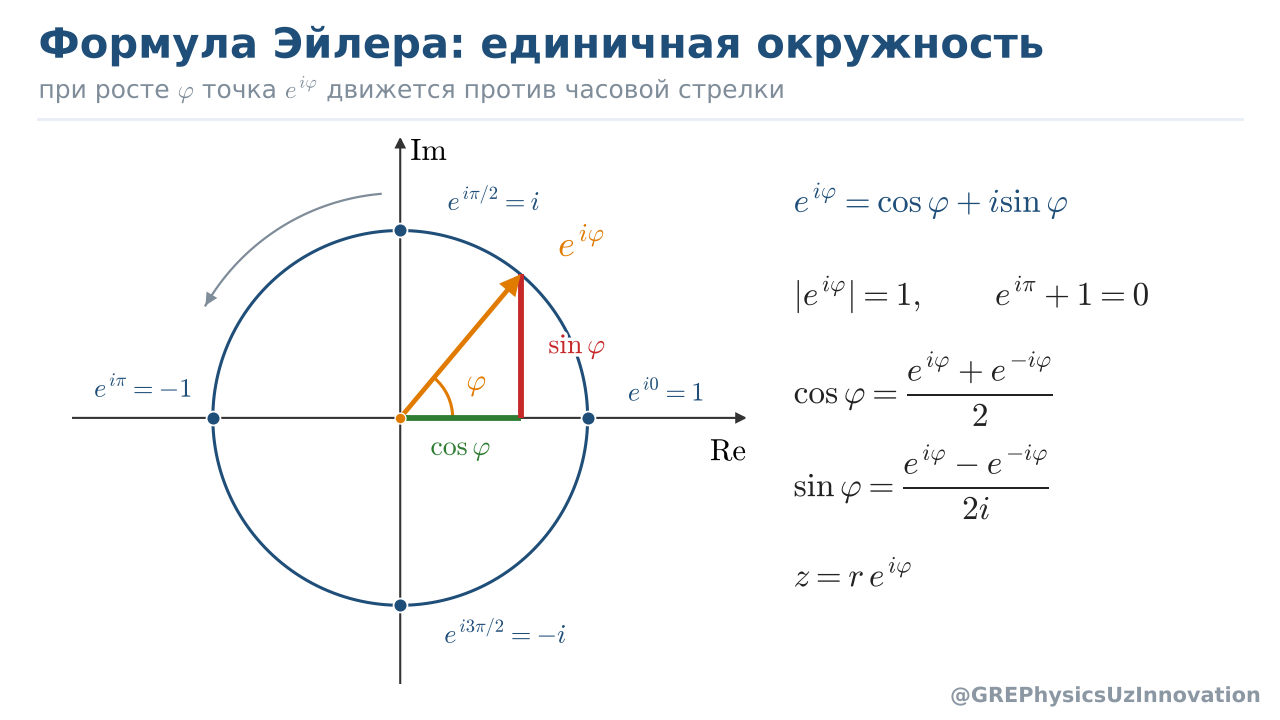 Формула Эйлера: единичная окружность
при росте φ точка e^{iφ} движется против часовой стрелки
Im
e^{iπ/2} = i
e^{iφ}
sin φ
φ
e^{iπ} = −1
e^{i0} = 1
cos φ
Re
e^{i3π/2} = −i
e^{iφ} = cos φ + i sin φ
|e^{iφ}| = 1, e^{iπ} + 1 = 0
cos φ = (e^{iφ} + e^{−iφ}) / 2
sin φ = (e^{iφ} − e^{−iφ}) / 2i
z = r e^{iφ}
@GREPhysicsUzInnovation